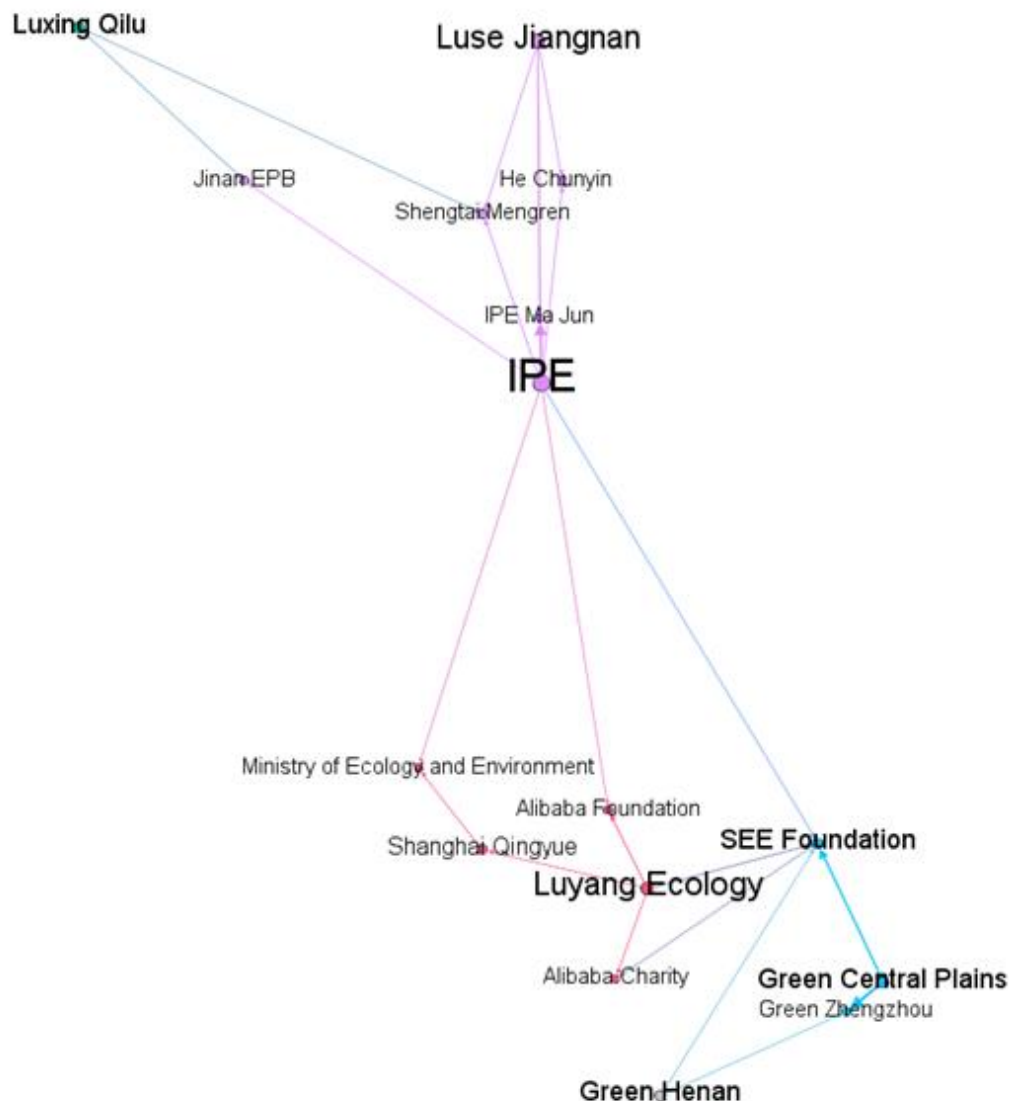 Luxing Qilu
Luse Jiangnan
Jinan EPB
He Chunyin
Shengtai Mengren
IPE Ma Jun
IPE
Ministry of Ecology and Environment
Alibaba Foundation
SEE Foundation
Shanghai Qingyue
Luyang Ecology
Alibaba Charity
Green Central Plains
Green Zhengzhou
Green Henan